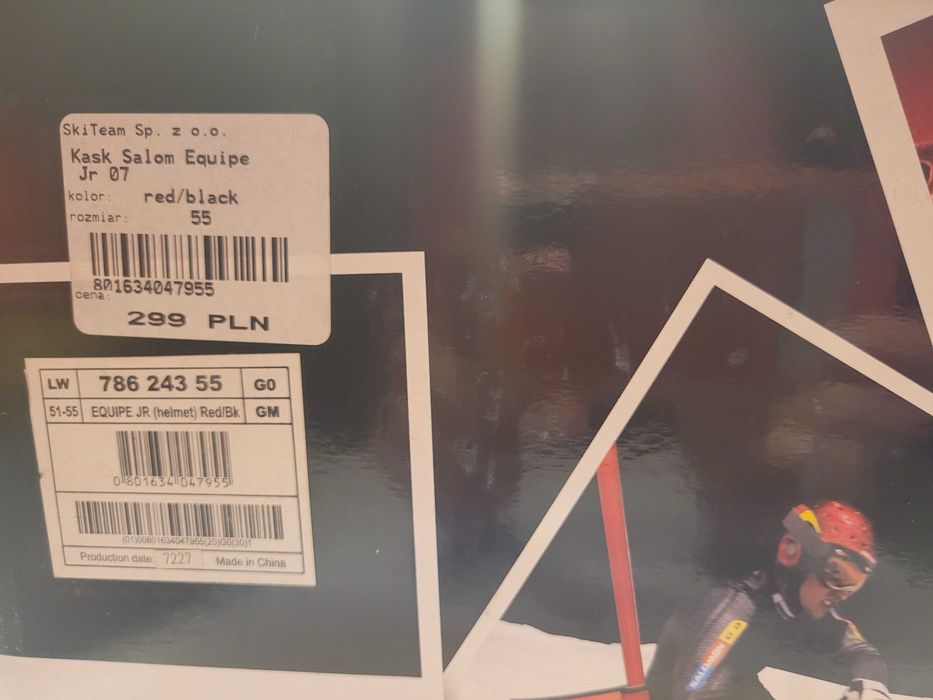 SkiTeam Sp. z o.o.
Kask Salom Equipe
Jr 07
kolor: red/black
rozmiar: 55
801634047955
cena:
299 PLN
LW 786 243 55 G0
51-55 EQUIPE JR (helmet) Red/Bk GM
0 801634 047955
(01)00801634047955(20)G0(30)1
Production date: 7227 Made in China
SALOMON